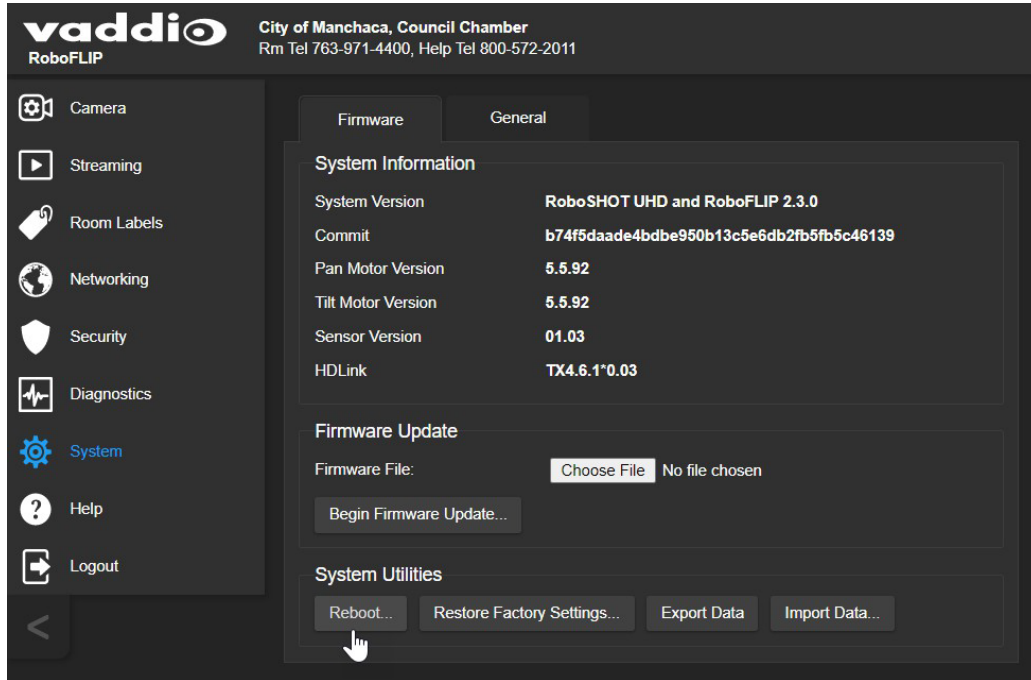 vaddio
RoboFLIP
City of Manchaca, Council Chamber
Rm Tel 763-971-4400, Help Tel 800-572-2011
Camera
Streaming
Room Labels
Networking
Security
Diagnostics
System
Help
Logout
<
Firmware General
System Information
System Version RoboSHOT UHD and RoboFLIP 2.3.0
Commit b74f5daade4bdbe950b13c5e6db2fb5fb5c46139
Pan Motor Version 5.5.92
Tilt Motor Version 5.5.92
Sensor Version 01.03
HDLink TX4.6.1*0.03
Firmware Update
Firmware File: Choose File No file chosen
Begin Firmware Update...
System Utilities
Reboot... Restore Factory Settings... Export Data Import Data...